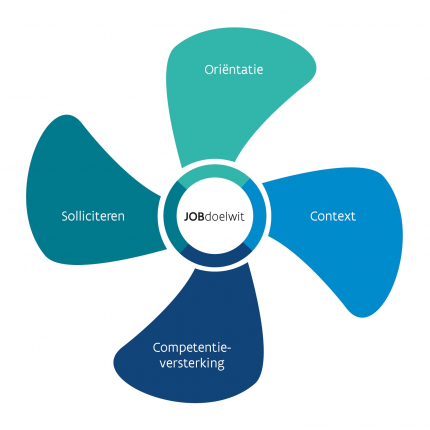 Oriëntatie
Solliciteren
JOBdoelwit
Context
Competentie-
versterking